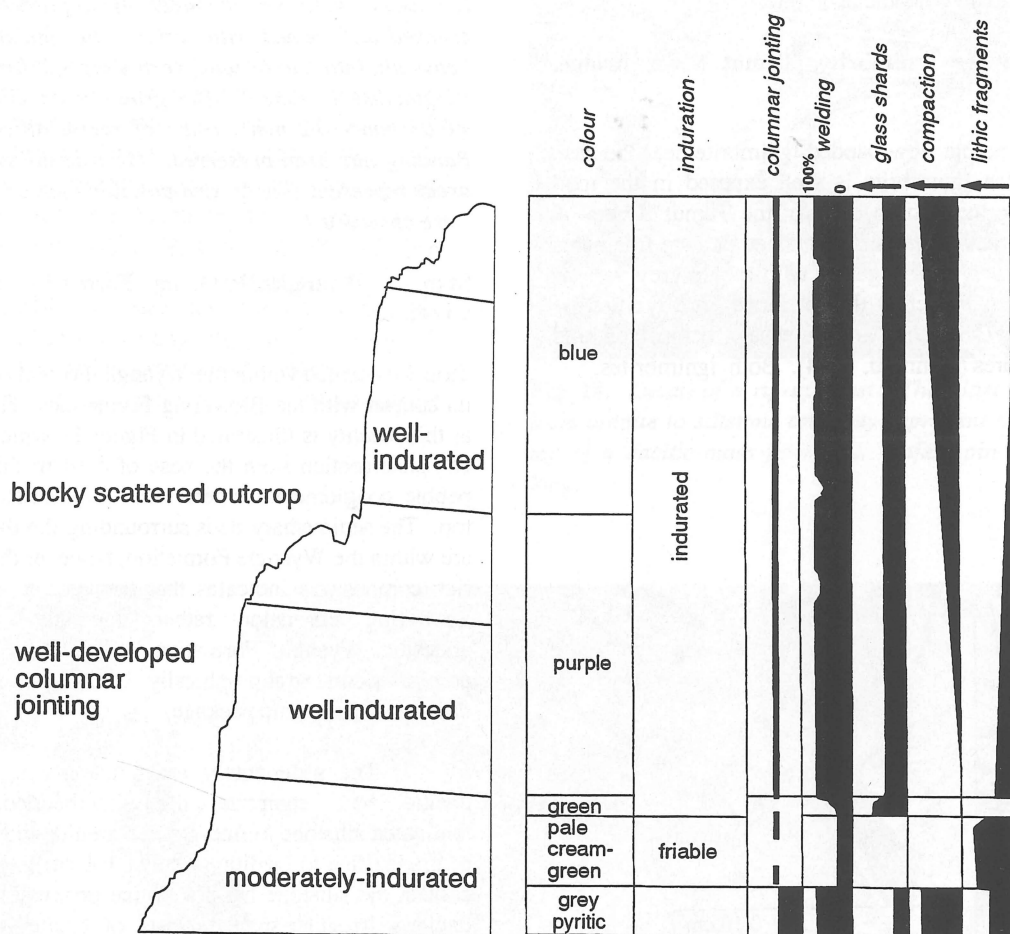 colour
induration
columnar jointing
100%
welding
0
glass shards
compaction
lithic fragments
blue
well-
indurated
blocky scattered outcrop
indurated
well-developed
columnar
jointing
purple
well-indurated
green
pale
cream-
green
friable
moderately-indurated
grey
pyritic